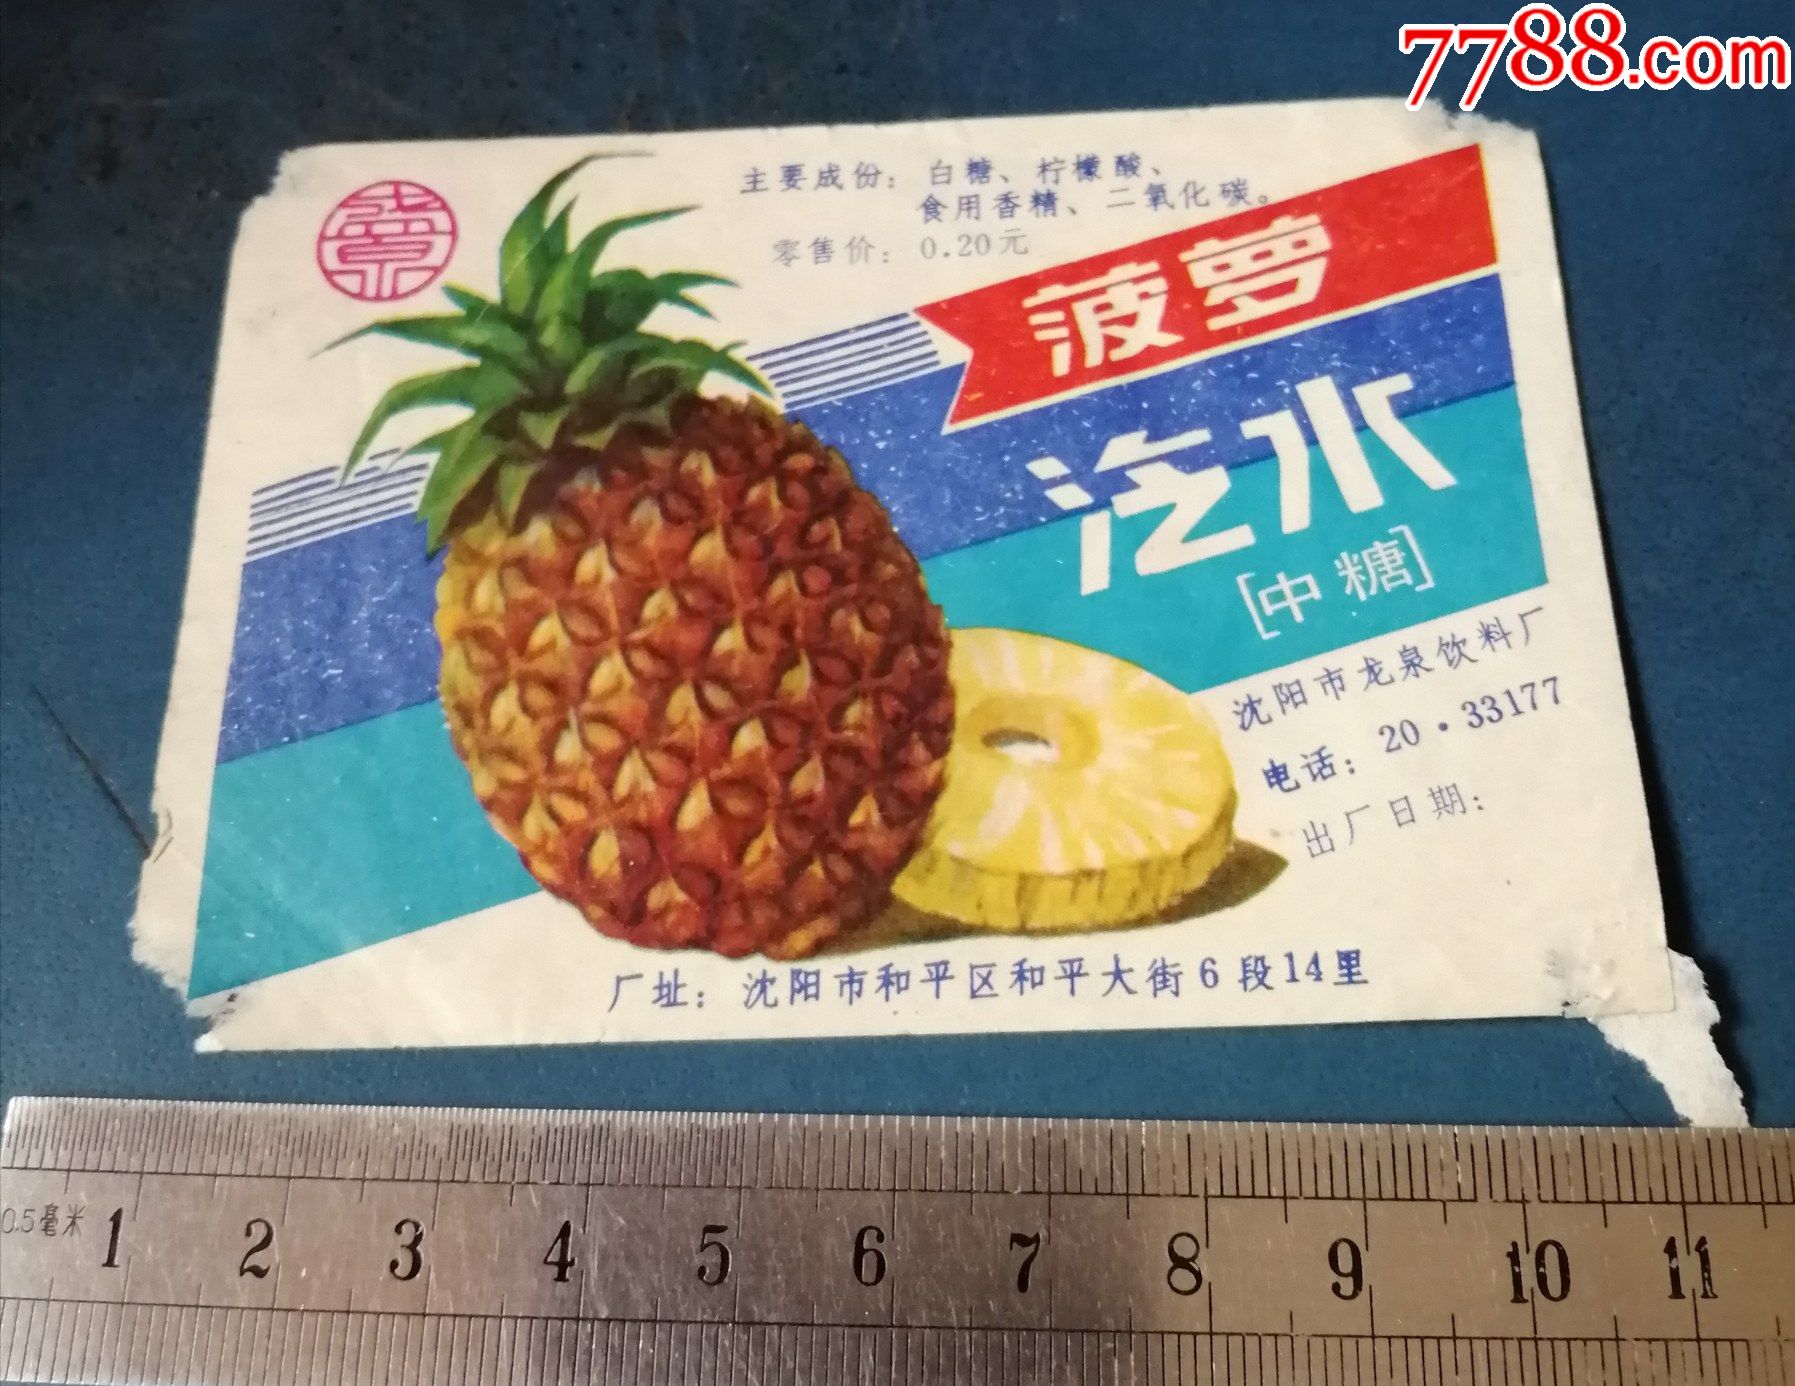 7788.com
主要成份：白糖、柠檬酸、
食用香精、二氧化碳。
零售价：0.20元
菠萝
汽水
[中糖]
沈阳市龙泉饮料厂
电话：20·33177
出厂日期：
厂址：沈阳市和平区和平大街6段14里
0.5毫米 1 2 3 4 5 6 7 8 9 10 11